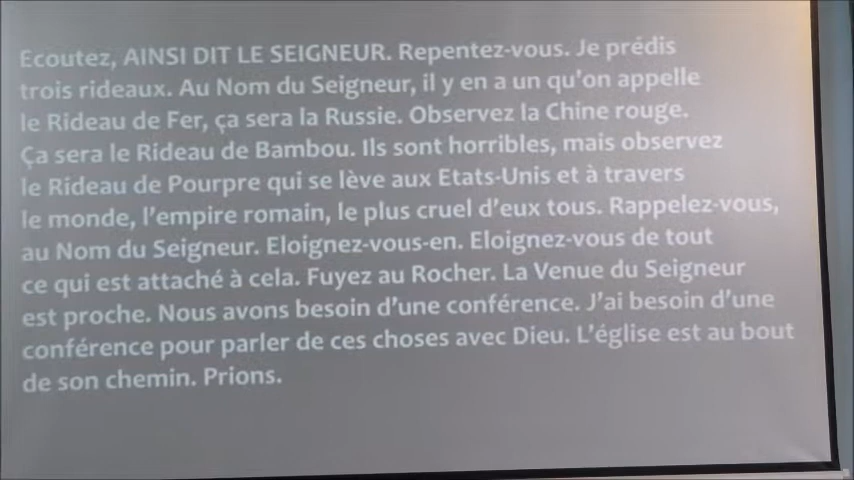 Ecoutez, AINSI DIT LE SEIGNEUR. Repentez-vous. Je prédis
trois rideaux. Au Nom du Seigneur, il y en a un qu'on appelle
le Rideau de Fer, ça sera la Russie. Observez la Chine rouge.
Ça sera le Rideau de Bambou. Ils sont horribles, mais observez
le Rideau de Pourpre qui se lève aux Etats-Unis et à travers
le monde, l'empire romain, le plus cruel d'eux tous. Rappelez-vous,
au Nom du Seigneur. Eloignez-vous-en. Eloignez-vous de tout
ce qui est attaché à cela. Fuyez au Rocher. La Venue du Seigneur
est proche. Nous avons besoin d'une conférence. J'ai besoin d'une
conférence pour parler de ces choses avec Dieu. L'église est au bout
de son chemin. Prions.